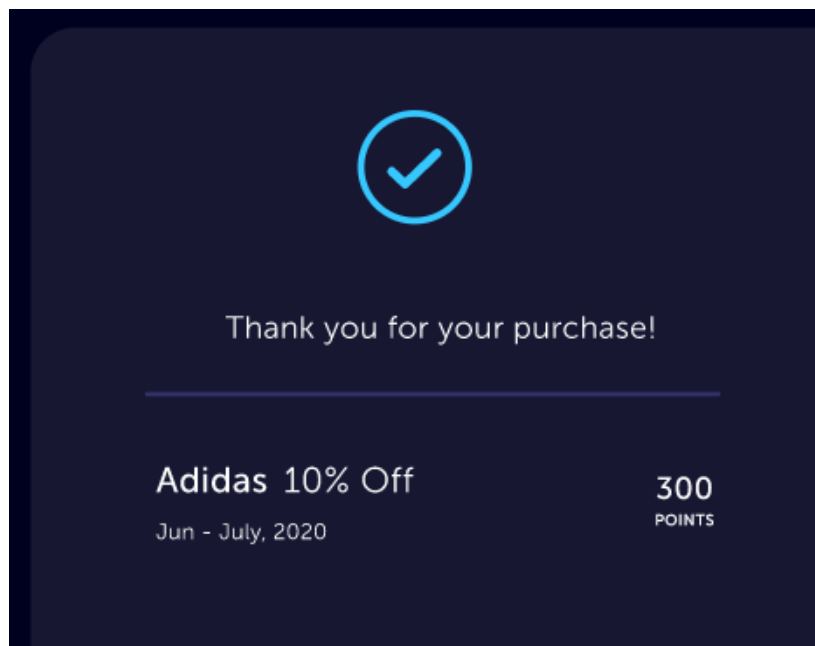 Thank you for your purchase!
Adidas 10% Off
300
POINTS
Jun - July, 2020